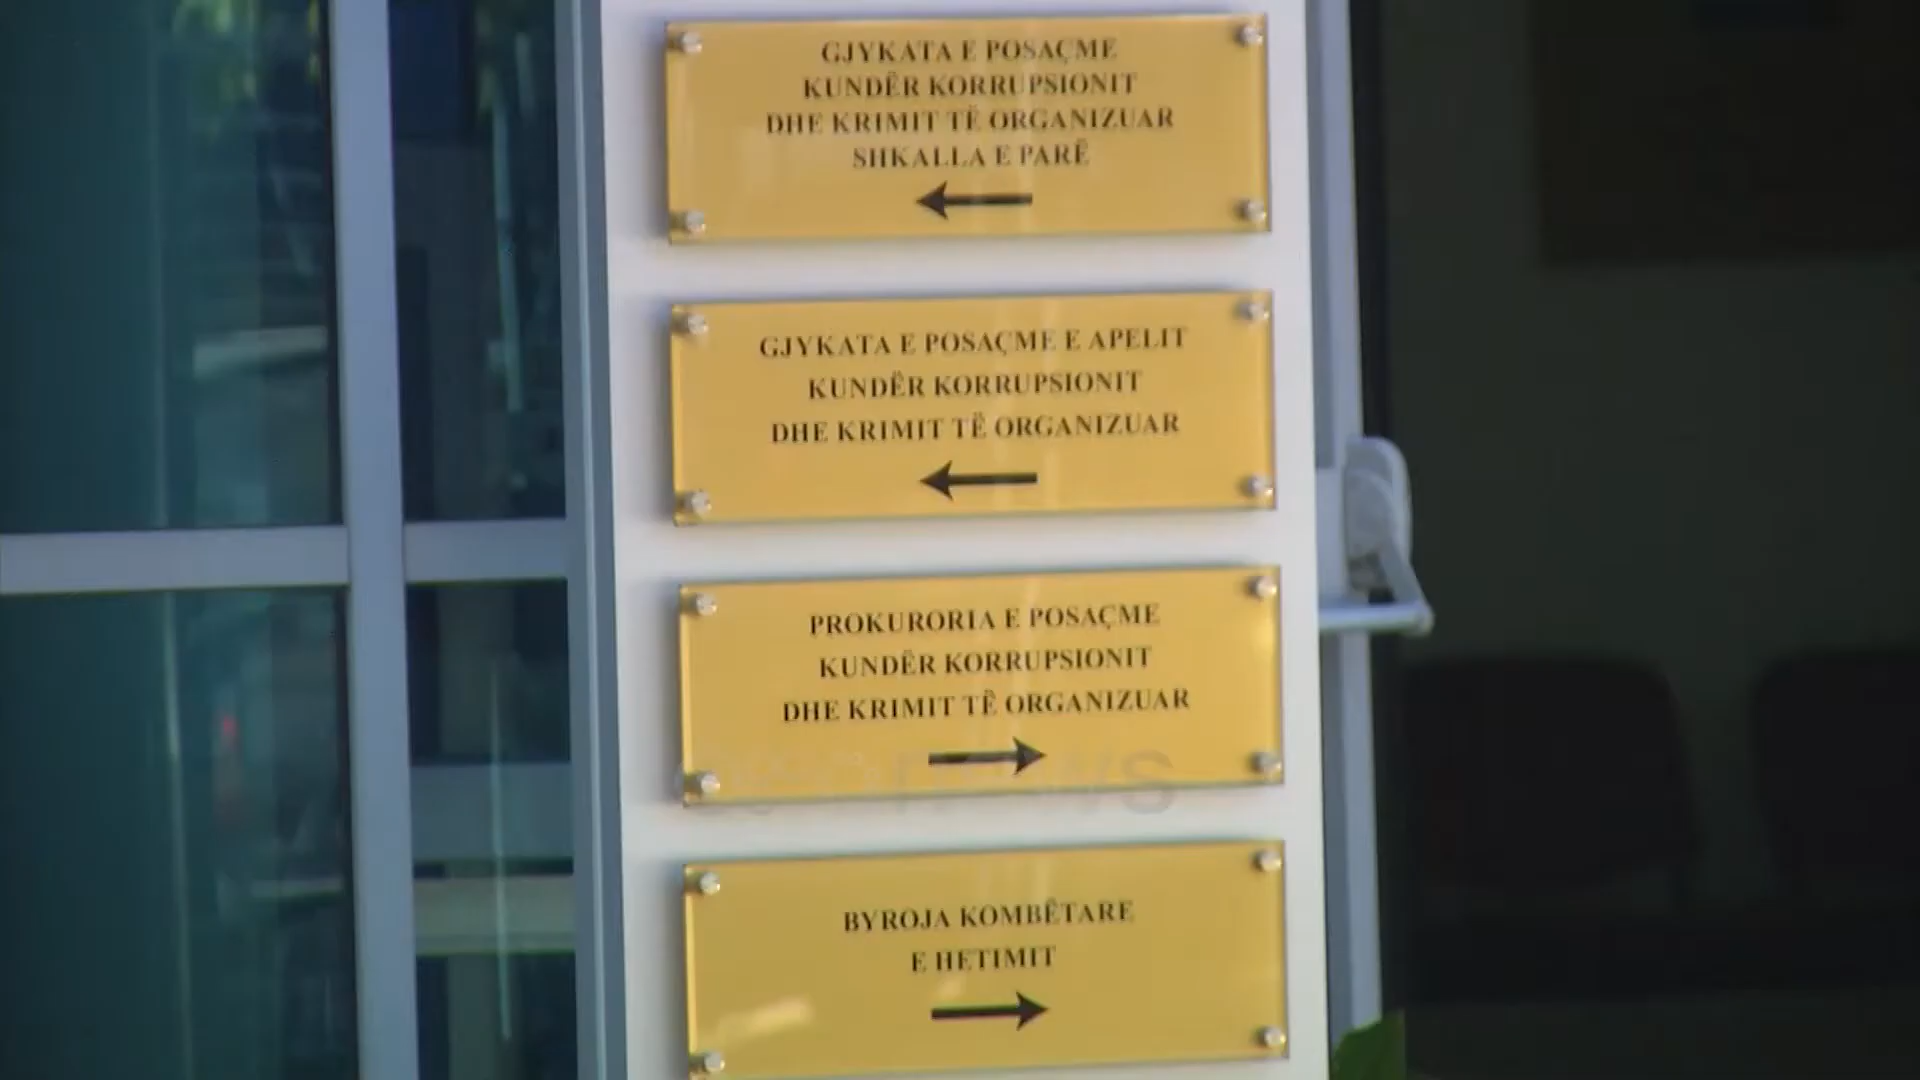 GJYKATA E POSAÇME
KUNDËR KORRUPSIONIT
DHE KRIMIT TË ORGANIZUAR
SHKALLA E PARË
GJYKATA E POSAÇME E APELIT
KUNDËR KORRUPSIONIT
DHE KRIMIT TË ORGANIZUAR
PROKURORIA E POSAÇME
KUNDËR KORRUPSIONIT
DHE KRIMIT TË ORGANIZUAR
BYROJA KOMBËTARE
E HETIMIT